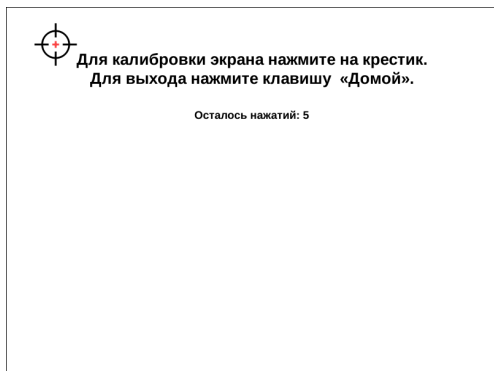 Для калибровки экрана нажмите на крестик.
Для выхода нажмите клавишу «Домой».
Осталось нажатий: 5